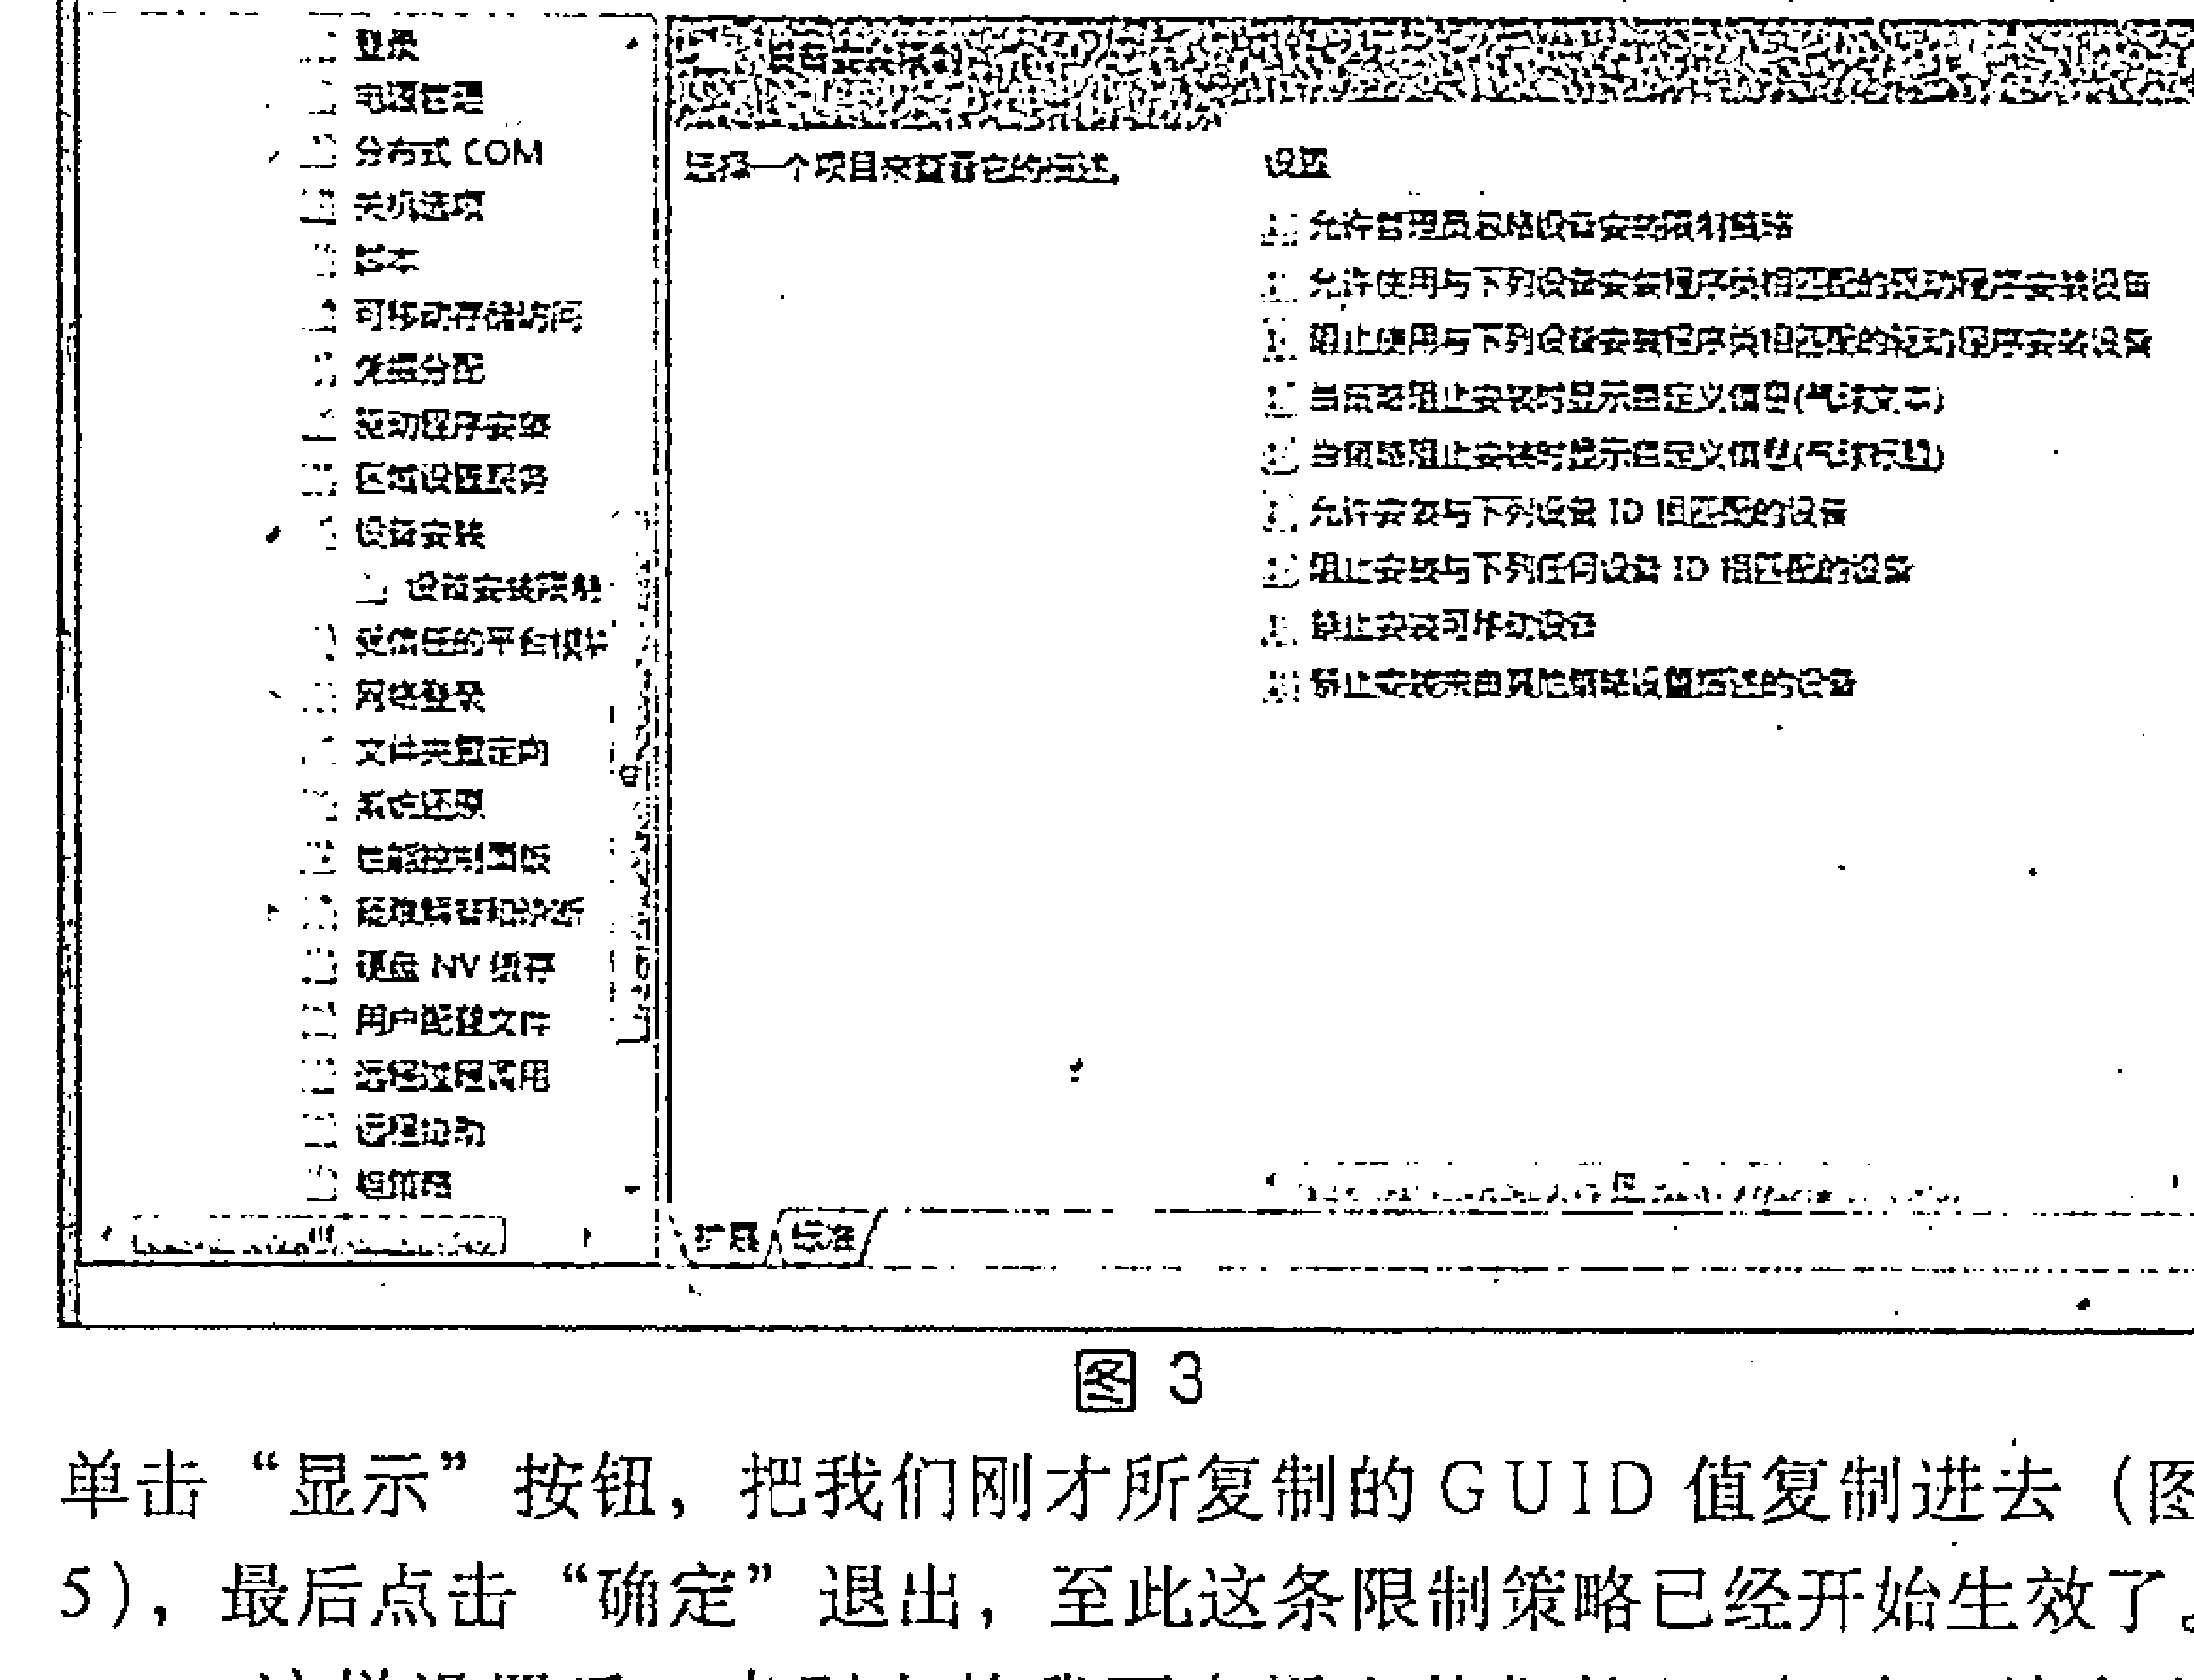 登录
电源管理
分布式 COM
关机选项
脚本
可移动存储访问
凭据分配
驱动程序安装
区域设置服务
设备安装
设备安装限制
受信任的平台模块
网络登录
文件夹重定向
系统还原
性能控制面板
疑难解答和诊断
硬盘 NV 缓存
用户配置文件
远程过程调用
远程协助
组策略
选择一个项目来查看它的描述。
设置
允许管理员忽略设备安装限制策略
允许使用与下列设备安装程序类相匹配的驱动程序安装设备
阻止使用与下列设备安装程序类相匹配的驱动程序安装设备
当策略阻止安装时显示自定义信息(气球文本)
当策略阻止安装时显示自定义信息(气球标题)
允许安装与下列设备 ID 相匹配的设备
阻止安装与下列任何设备 ID 相匹配的设备
禁止安装可移动设备
禁止安装未由其他策略设置描述的设备
扩展 标准
图 3
单击“显示”按钮，把我们刚才所复制的GUID 值复制进去（图
5），最后点击“确定”退出，至此这条限制策略已经开始生效了。